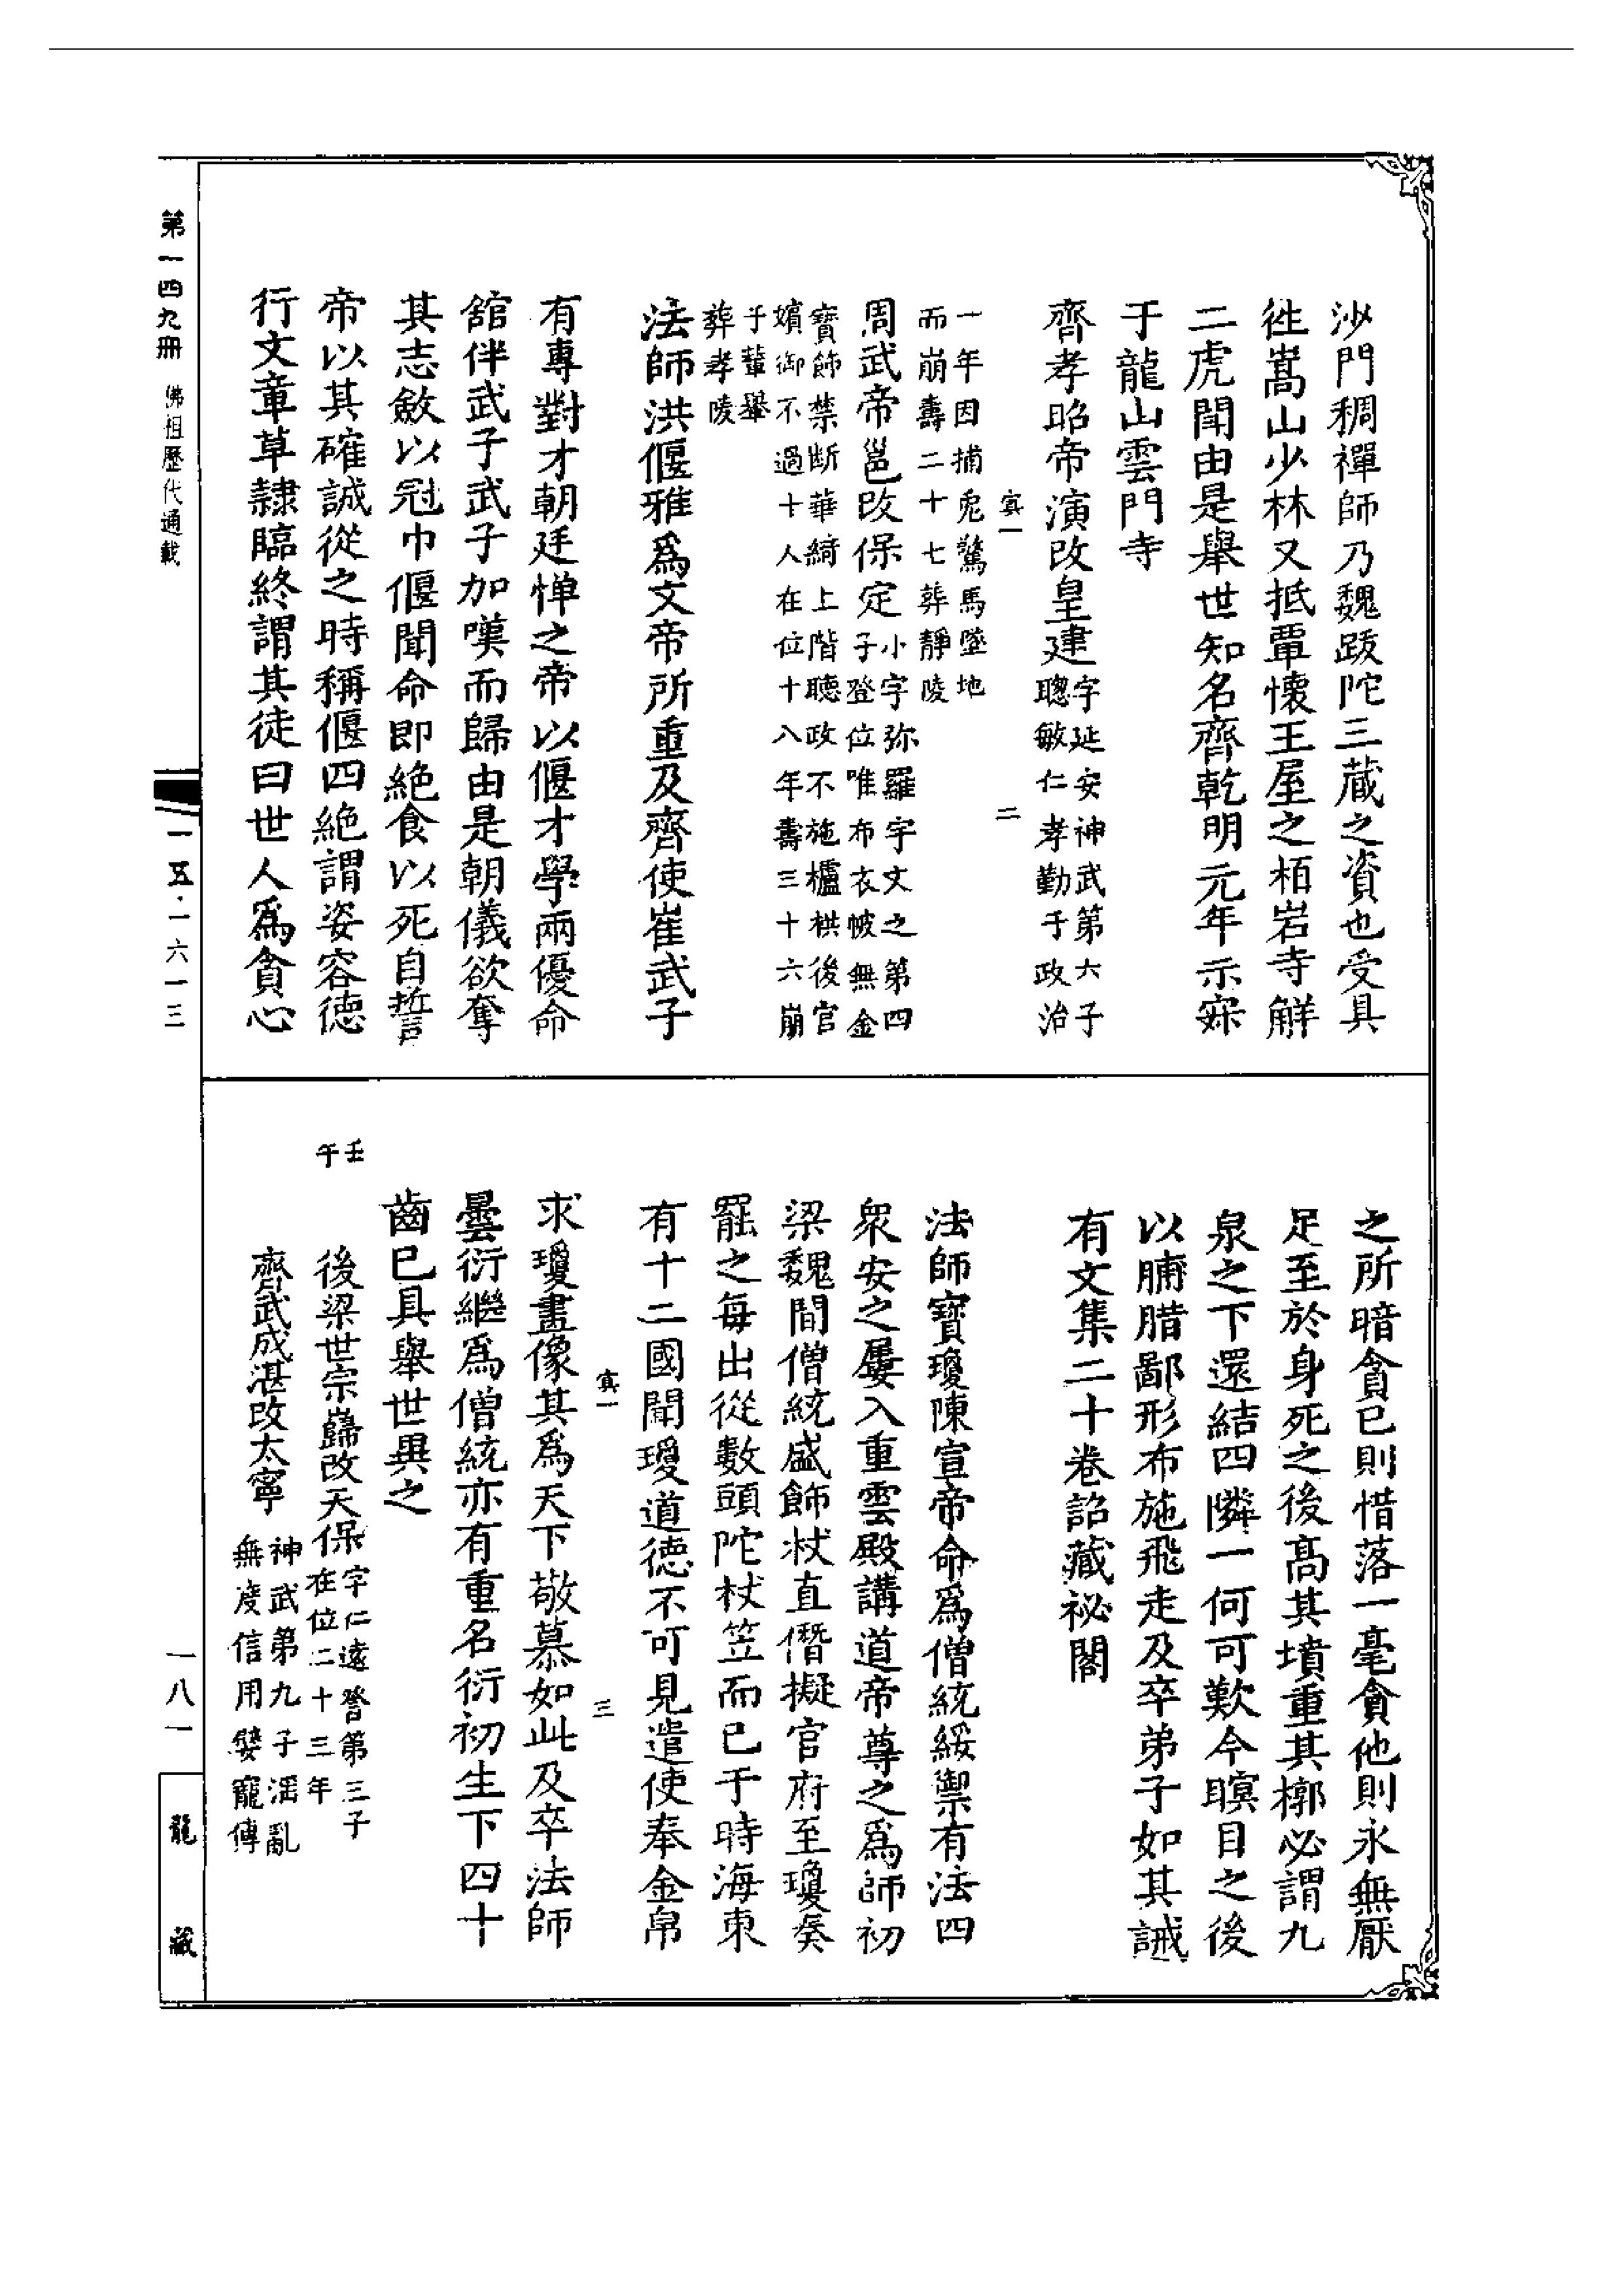 沙門稠禪師乃魏跋陀三藏之資也受具
徃嵩山少林又抵覃懷王屋之栢岩寺解
二虎鬪由是舉世知名齊乾明元年示寂
于龍山雲門寺
齊孝昭帝演改皇建
字延安神武第六子
聰敏仁孝勤于政治
一年因捕兎驚馬墜地
而崩壽二十七葬靜陵
周武帝邕改保定
小字弥羅宇文之第四
子登位唯布衣帔無金
寶飾禁斷華綺上階聽政不施櫨栱後宮
嬪御不過十人在位十八年壽三十六崩
子䡖舉
葬孝陵
法師洪偃雅爲文帝所重及齊使崔武子
有專對才朝廷憚之帝以偃才學兩優命
舘伴武子武子加嘆而歸由是朝儀欲奪
其志斂以冠巾偃聞命即絶食以死自誓
帝以其確誠從之時稱偃四絶謂姿容德
行文章草隸臨終謂其徒曰世人爲貪心
之所暗貪已則惜落一毫貪他則永無厭
足至於身死之後高其墳重其槨必謂九
泉之下還結四隣一何可歎今瞑目之後
以脯腊鄙形布施飛走及卒弟子如其誡
有文集二十卷詔藏祕閣
法師寶瓊陳宣帝命爲僧統綏禦有法四
衆安之屢入重雲殿講道帝尊之爲師初
梁魏間僧統盛飾杖直僭擬官府至瓊奏
罷之每出從數頭陀杖笠而已于時海東
有十二國聞瓊道德不可見遣使奉金帛
求瓊畫像其爲天下敬慕如此及卒法師
曇衍繼爲僧統亦有重名衍初生下四十
齒已具舉世異之
壬午
後梁世宗巋改天保
字仁遠詧第三子
在位二十三年
齊武成湛改太寧
神武第九子滛亂
無度信用嬖寵傳
寘一
二
寘一
三
第一四九冊 佛祖歷代通載
一五·一六一三
一八一
龍藏